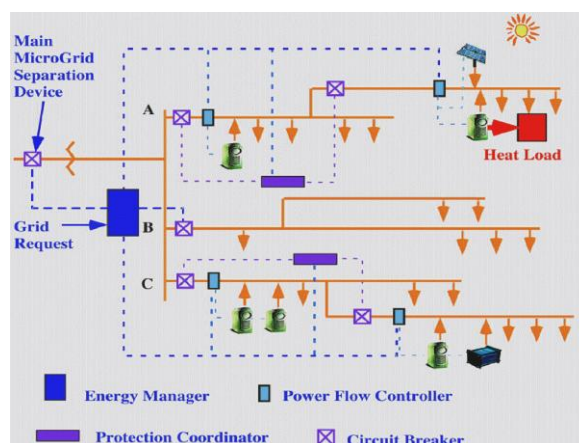 Main
MicroGrid
Separation
Device
A
Heat Load
Grid
Request
B
C
Energy Manager
Power Flow Controller
Protection Coordinator
Circuit Breaker